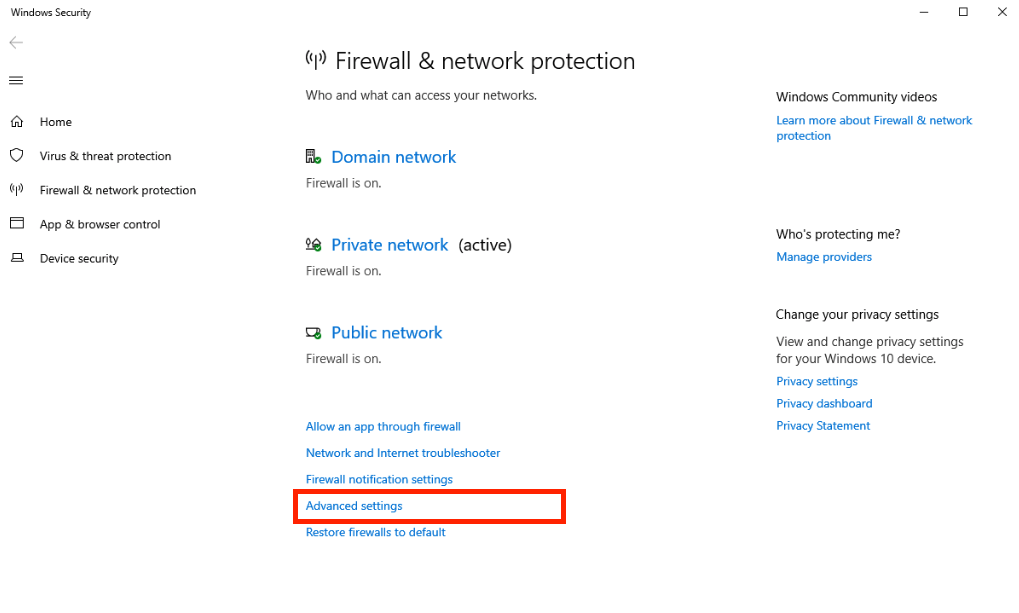 Windows Security
Firewall & network protection
Who and what can access your networks.
Home
Virus & threat protection
Firewall & network protection
App & browser control
Device security
Domain network
Firewall is on.
Private network (active)
Firewall is on.
Public network
Firewall is on.
Allow an app through firewall
Network and Internet troubleshooter
Firewall notification settings
Advanced settings
Restore firewalls to default
Windows Community videos
Learn more about Firewall & network
protection
Who's protecting me?
Manage providers
Change your privacy settings
View and change privacy settings
for your Windows 10 device.
Privacy settings
Privacy dashboard
Privacy Statement